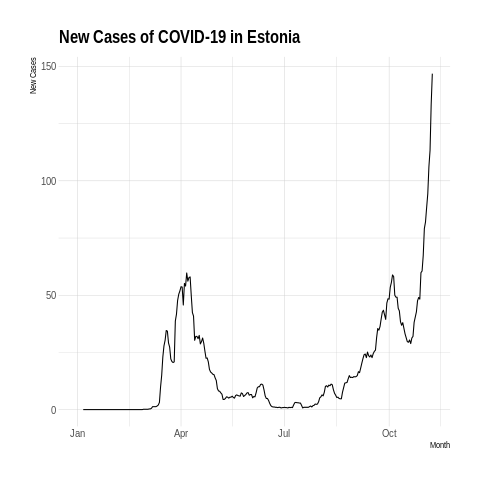 New Cases of COVID-19 in Estonia
New Cases
150
100
50
0
Jan Apr Jul Oct
Month